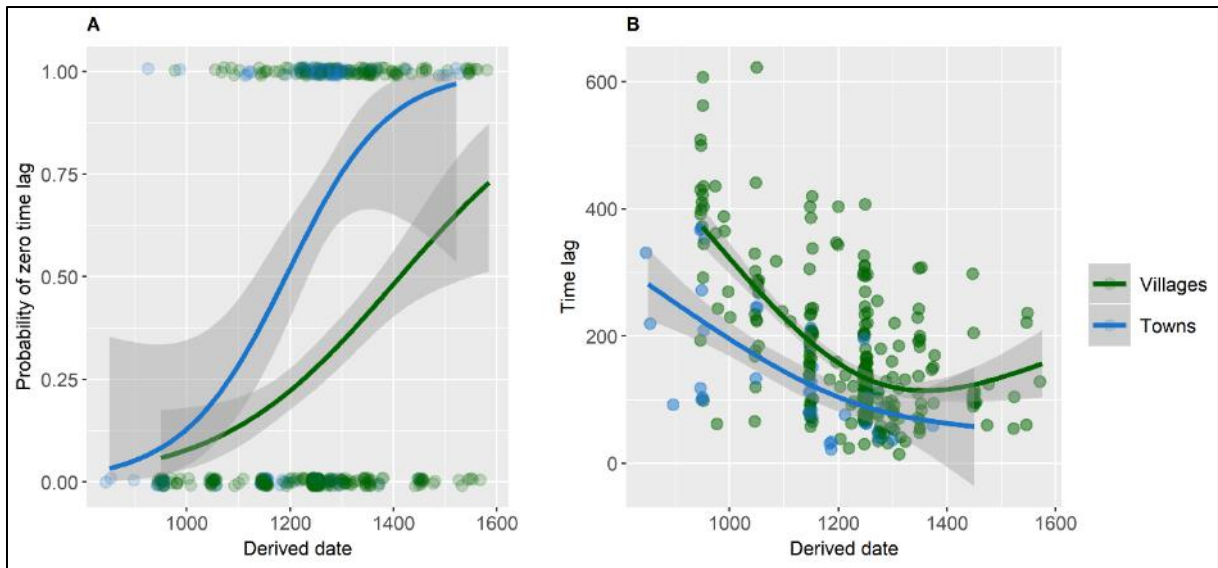 A
Probability of zero time lag
1.00
0.75
0.50
0.25
0.00
1000 1200 1400 1600
Derived date
B
Time lag
600
400
200
0
1000 1200 1400 1600
Derived date
Villages
Towns